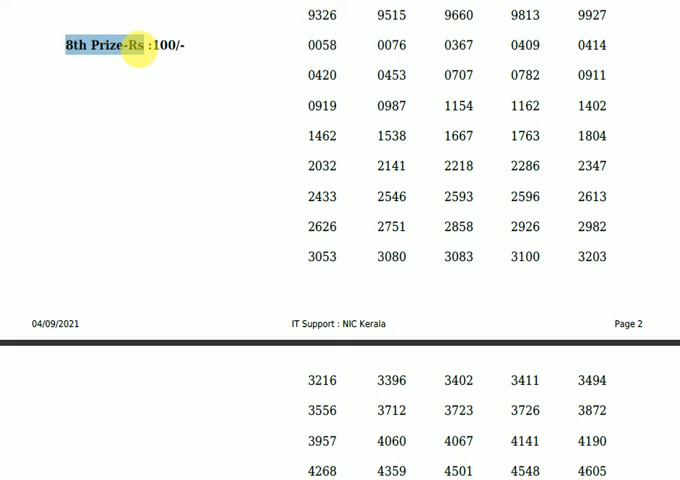 9326 9515 9660 9813 9927
8th Prize-Rs :100/- 0058 0076 0367 0409 0414
0420 0453 0707 0782 0911
0919 0987 1154 1162 1402
1462 1538 1667 1763 1804
2032 2141 2218 2286 2347
2433 2546 2593 2596 2613
2626 2751 2858 2926 2982
3053 3080 3083 3100 3203
04/09/2021 IT Support : NIC Kerala Page 2
3216 3396 3402 3411 3494
3556 3712 3723 3726 3872
3957 4060 4067 4141 4190
4268 4359 4501 4548 4605